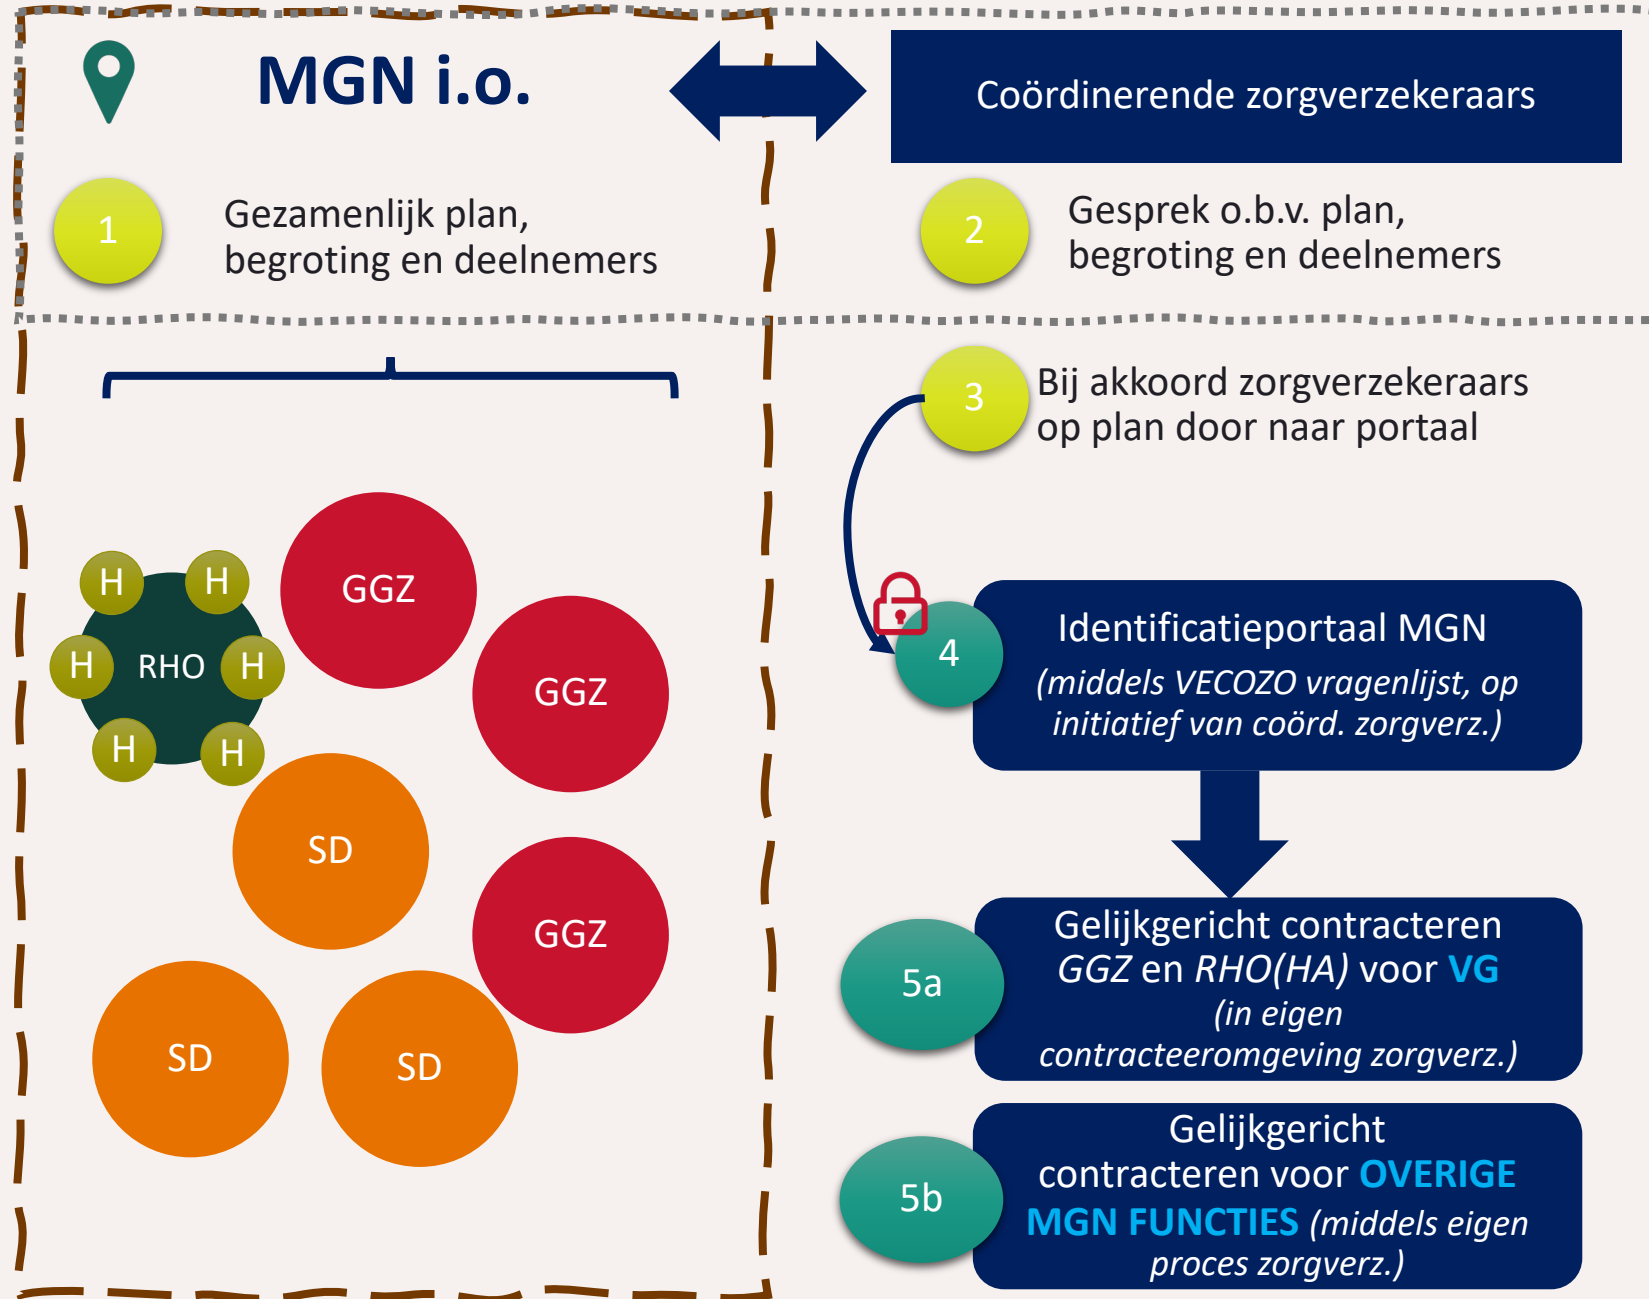 MGN i.o.
Coördinerende zorgverzekeraars
1
Gezamenlijk plan,
begroting en deelnemers
2
Gesprek o.b.v. plan,
begroting en deelnemers
3
Bij akkoord zorgverzekeraars
op plan door naar portaal
H
H
H
RHO
H
H
H
GGZ
GGZ
SD
GGZ
SD
SD
4
Identificatieportaal MGN
(middels VECOZO vragenlijst, op
initiatief van coörd. zorgverz.)
5a
Gelijkgericht contracteren
GGZ en RHO(HA) voor VG
(in eigen
contracteeromgeving zorgverz.)
5b
Gelijkgericht
contracteren voor OVERIGE
MGN FUNCTIES (middels eigen
proces zorgverz.)